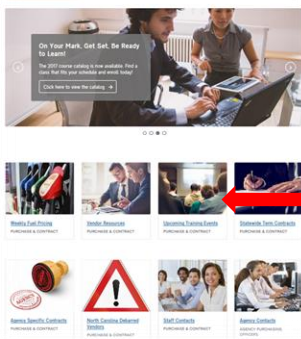 On Your Mark, Get Set, Be Ready
to Learn!
The 2017 course catalog is now available. Find a
class that fits your schedule and enroll today!
Click here to view the catalog →
Weekly Fuel Pricing
PURCHASE & CONTRACT
Vendor Resources
PURCHASE & CONTRACT
Upcoming Training Events
PURCHASE & CONTRACT
Statewide Term Contracts
PURCHASE & CONTRACT
Agency Specific Contracts
PURCHASE & CONTRACT
North Carolina Debarred
Vendors
PURCHASE & CONTRACT
Staff Contacts
PURCHASE & CONTRACT
Agency Contacts
AGENCY PURCHASING
OFFICERS